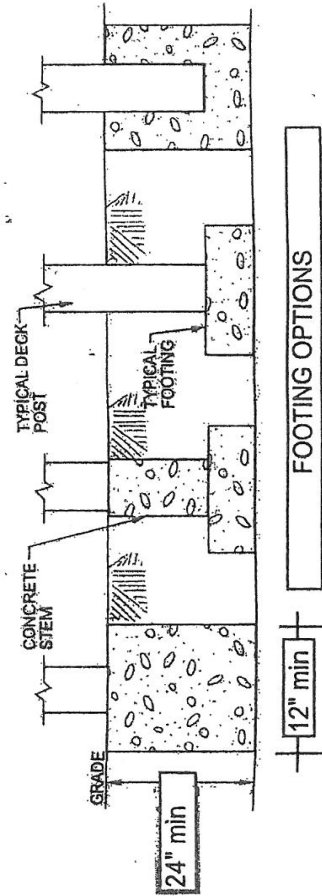 GRADE
CONCRETE
STEM
TYPICAL DECK
POST
TYPICAL
FOOTING
24" min
12" min
FOOTING OPTIONS